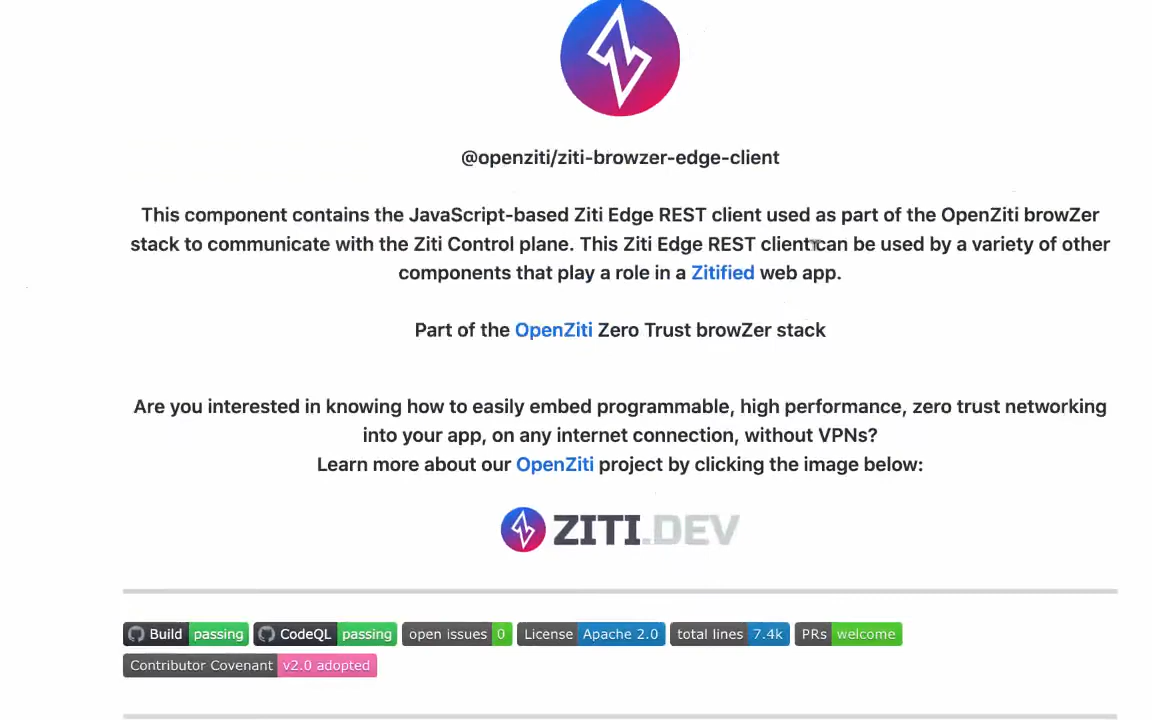 @openziti/ziti-browzer-edge-client
This component contains the JavaScript-based Ziti Edge REST client used as part of the OpenZiti browZer
stack to communicate with the Ziti Control plane. This Ziti Edge REST client can be used by a variety of other
components that play a role in a Zitified web app.
Part of the OpenZiti Zero Trust browZer stack
Are you interested in knowing how to easily embed programmable, high performance, zero trust networking
into your app, on any internet connection, without VPNs?
Learn more about our OpenZiti project by clicking the image below:
ZITI.DEV
Build passing CodeQL passing open issues 0 License Apache 2.0 total lines 7.4k PRs welcome
Contributor Covenant v2.0 adopted